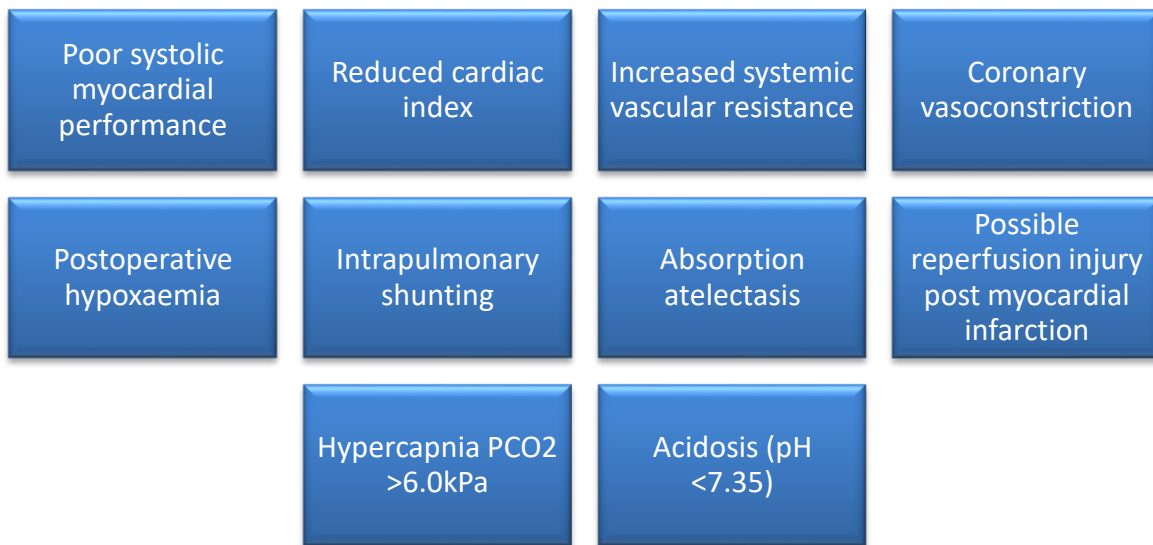 Poor systolic
myocardial
performance
Reduced cardiac
index
Increased systemic
vascular resistance
Coronary
vasoconstriction
Postoperative
hypoxaemia
Intrapulmonary
shunting
Absorption
atelectasis
Possible
reperfusion injury
post myocardial
infarction
Hypercapnia PCO2
>6.0kPa
Acidosis (pH
<7.35)